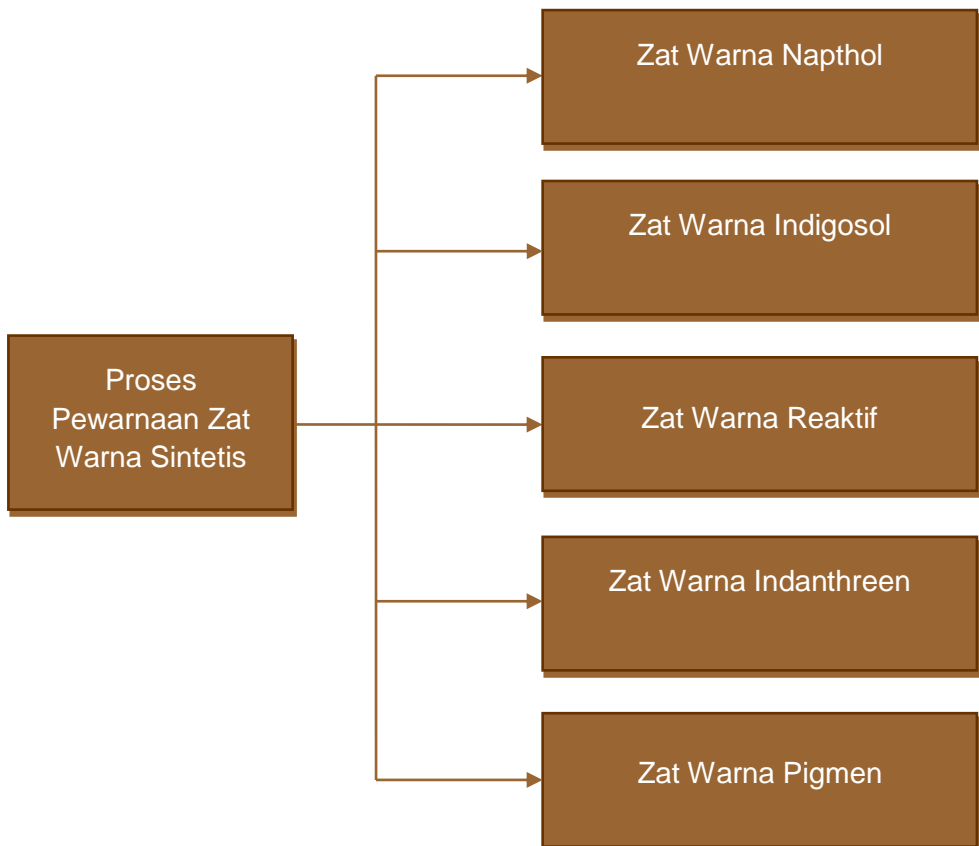 Zat Warna Napthol
Zat Warna Indigosol
Proses
Pewarnaan Zat
Warna Sintetis
Zat Warna Reaktif
Zat Warna Indanthreen
Zat Warna Pigmen